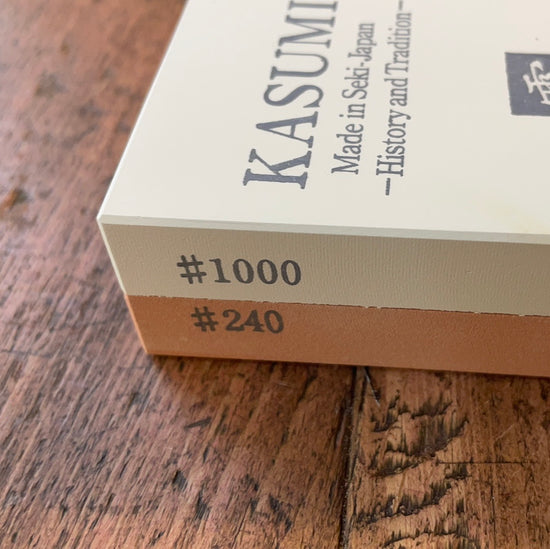 KASUMI
Made in Seki-Japan
—History and Tradition—
#1000
#240